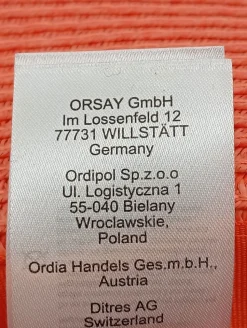 ORSAY GmbH
Im Lossenfeld 12
77731 WILLSTÄTT
Germany
Ordipol Sp.z.o.o
Ul. Logistyczna 1
55-040 Bielany
Wroclawskie,
Poland
Ordia Handels Ges.m.b.H.,
Austria
Ditres AG
Switzerland